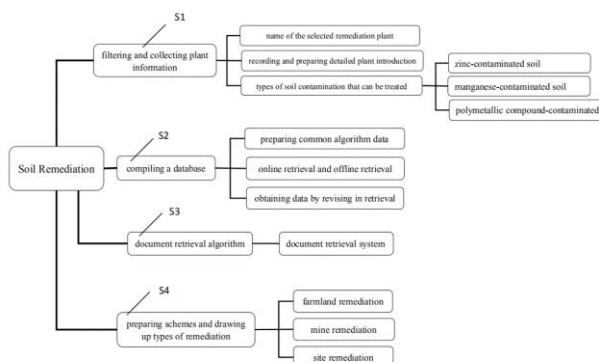 S1
filtering and collecting plant
information
name of the selected remediation plant
recording and preparing detailed plant introduction
types of soil contamination that can be treated
zinc-contaminated soil
manganese-contaminated soil
polymetallic compound-contaminated
Soil Remediation
S2
compiling a database
preparing common algorithm data
online retrieval and offline retrieval
obtaining data by revising in retrieval
S3
document retrieval algorithm
document retrieval system
S4
preparing schemes and drawing
up types of remediation
farmland remediation
mine remediation
site remediation